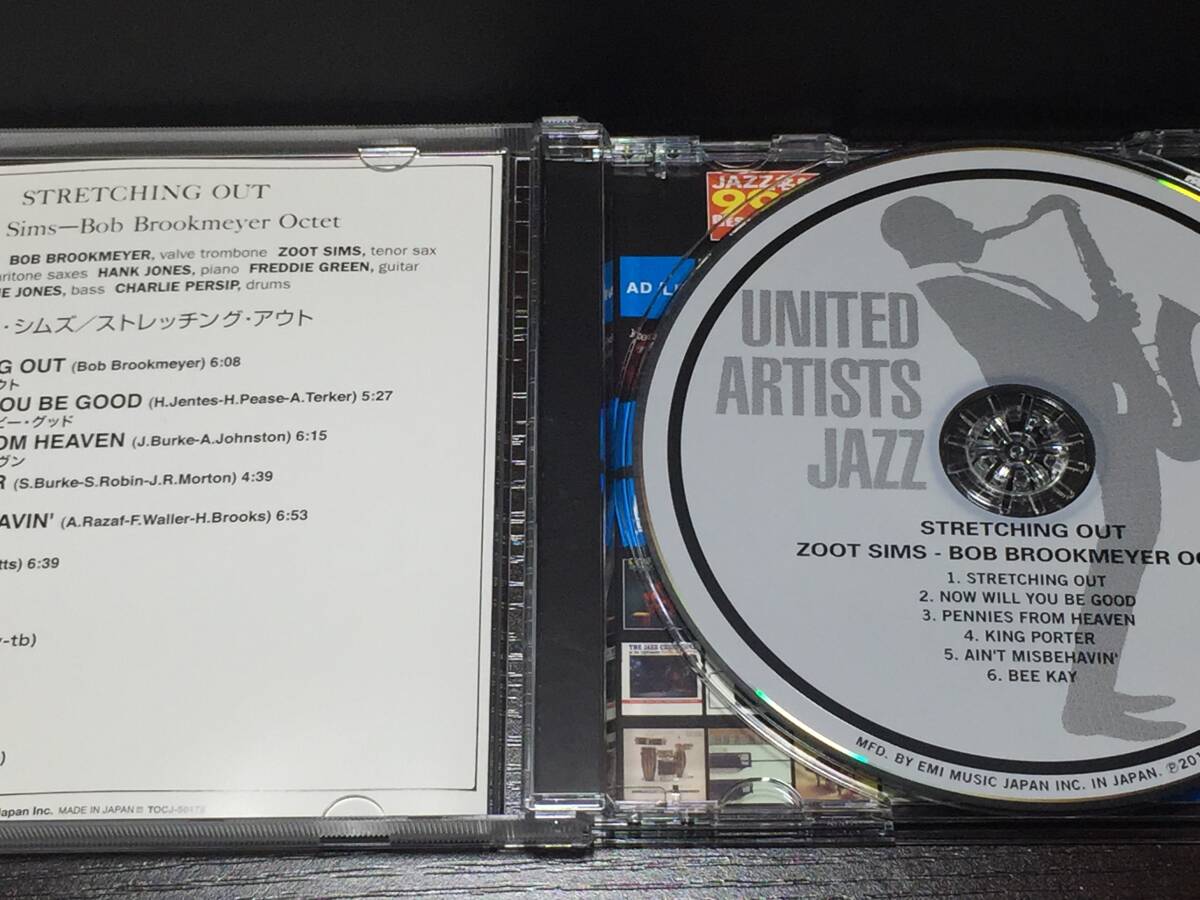 STRETCHING OUT
Sims—Bob Brookmeyer Octet
BOB BROOKMEYER, valve trombone ZOOT SIMS, tenor sax
ritone saxes HANK JONES, piano FREDDIE GREEN, guitar
IE JONES, bass CHARLIE PERSIP, drums
・シムズ／ストレッチング・アウト
G OUT (Bob Brookmeyer) 6:08
ウト
OU BE GOOD (H.Jentes-H.Pease-A.Terker) 5:27
ビー・グッド
OM HEAVEN (J.Burke-A.Johnston) 6:15
ヴン
R (S.Burke-S.Robin-J.R.Morton) 4:39
AVIN' (A.Razaf-F.Waller-H.Brooks) 6:53
tts) 6:39
-tb)
)
Japan Inc. MADE IN JAPAN
JAZZ
AD
THE JAZZ
UNITED
ARTISTS
JAZZ
STRETCHING OUT
ZOOT SIMS - BOB BROOKMEYER OC
1. STRETCHING OUT
2. NOW WILL YOU BE GOOD
3. PENNIES FROM HEAVEN
4. KING PORTER
5. AIN'T MISBEHAVIN'
6. BEE KAY
MFD. BY EMI MUSIC JAPAN INC. IN JAPAN. ℗201